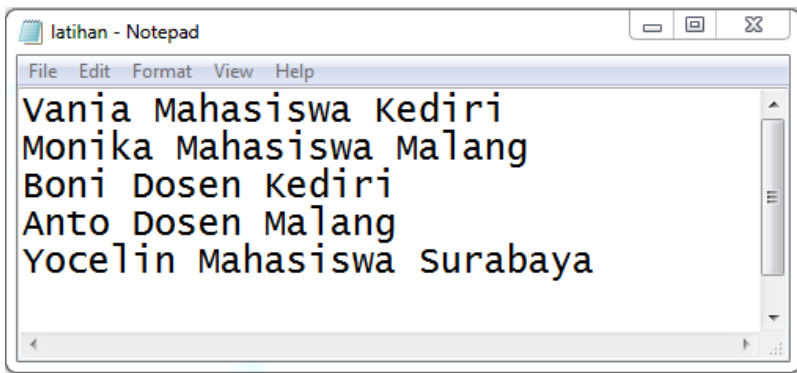 latihan - Notepad
File Edit Format View Help
Vania Mahasiswa Kediri
Monika Mahasiswa Malang
Boni Dosen Kediri
Anto Dosen Malang
Yocelin Mahasiswa Surabaya